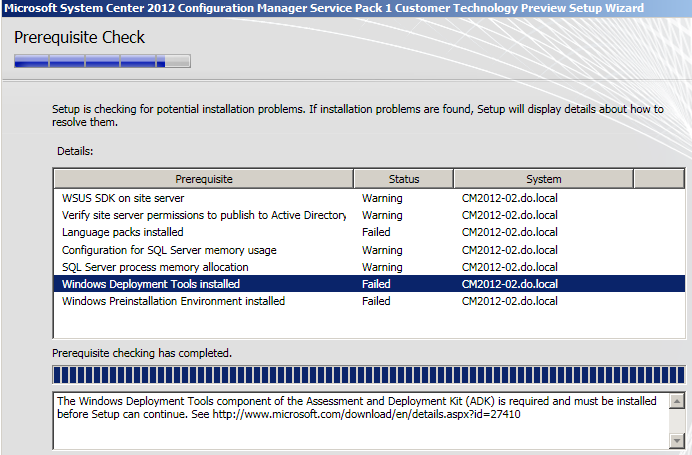 Microsoft System Center 2012 Configuration Manager Service Pack 1 Customer Technology Preview Setup Wizard
Prerequisite Check
Setup is checking for potential installation problems. If installation problems are found, Setup will display details about how to
resolve them.
Details:
Prerequisite Status System
WSUS SDK on site server Warning CM2012-02.do.local
Verify site server permissions to publish to Active Directory Warning CM2012-02.do.local
Language packs installed Failed CM2012-02.do.local
Configuration for SQL Server memory usage Warning CM2012-02.do.local
SQL Server process memory allocation Warning CM2012-02.do.local
Windows Deployment Tools installed Failed CM2012-02.do.local
Windows Preinstallation Environment installed Failed CM2012-02.do.local
Prerequisite checking has completed.
The Windows Deployment Tools component of the Assessment and Deployment Kit (ADK) is required and must be installed
before Setup can continue. See http://www.microsoft.com/download/en/details.aspx?id=27410